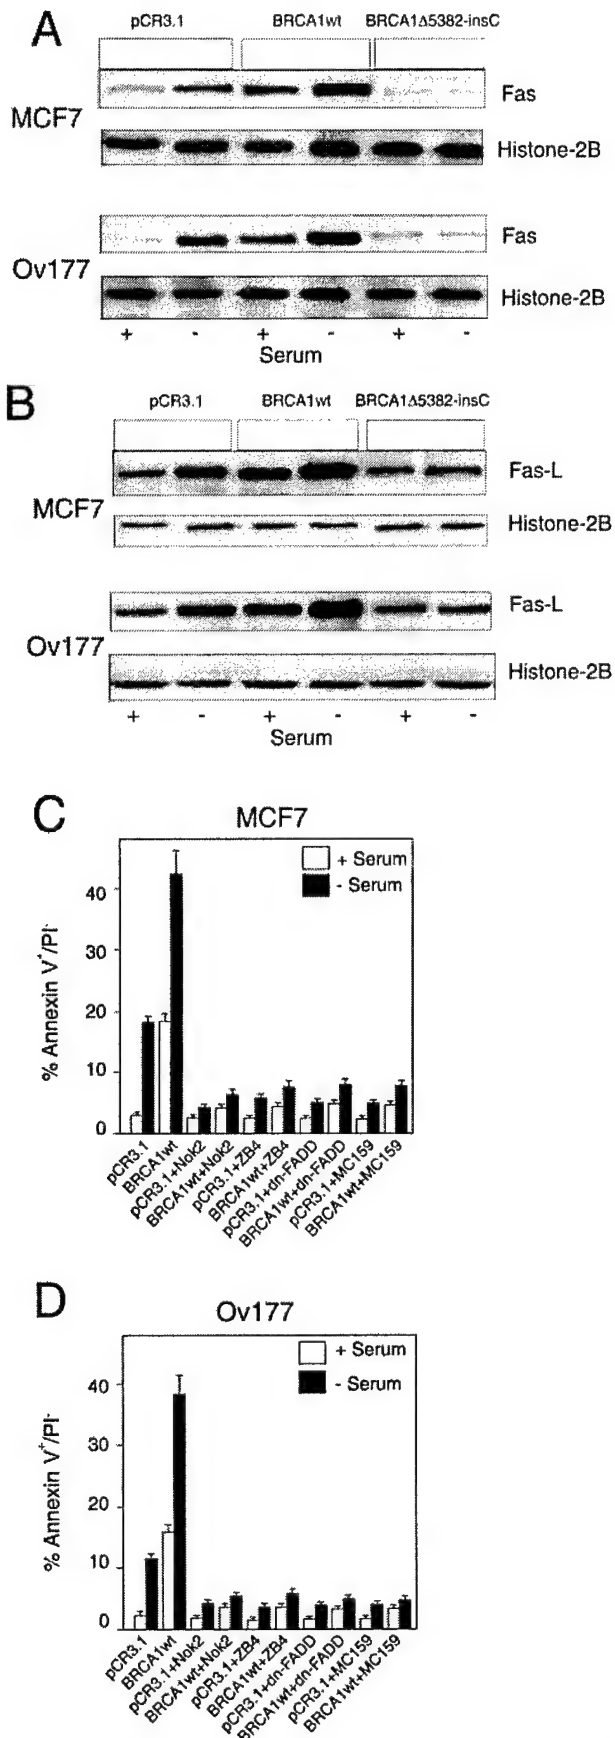 A
pCR3.1 BRCA1wt BRCA1Δ5382-insC
MCF7
Fas
Histone-2B
Ov177
Fas
Histone-2B
+ - + - + -
Serum
B
pCR3.1 BRCA1wt BRCA1Δ5382-insC
MCF7
Fas-L
Histone-2B
Ov177
Fas-L
Histone-2B
+ - + - + -
Serum
C
MCF7
+ Serum
- Serum
% Annexin V⁺/PI⁻
40
30
20
10
0
pCR3.1
BRCA1wt
pCR3.1+Nok2
BRCA1wt+Nok2
pCR3.1+ZB4
BRCA1wt+ZB4
pCR3.1+dn-FADD
BRCA1wt+dn-FADD
pCR3.1+MC159
BRCA1wt+MC159
D
Ov177
+ Serum
- Serum
% Annexin V⁺/PI⁻
40
30
20
10
0
pCR3.1
BRCA1wt
pCR3.1+Nok2
BRCA1wt+Nok2
pCR3.1+ZB4
BRCA1wt+ZB4
pCR3.1+dn-FADD
BRCA1wt+dn-FADD
pCR3.1+MC159
BRCA1wt+MC159